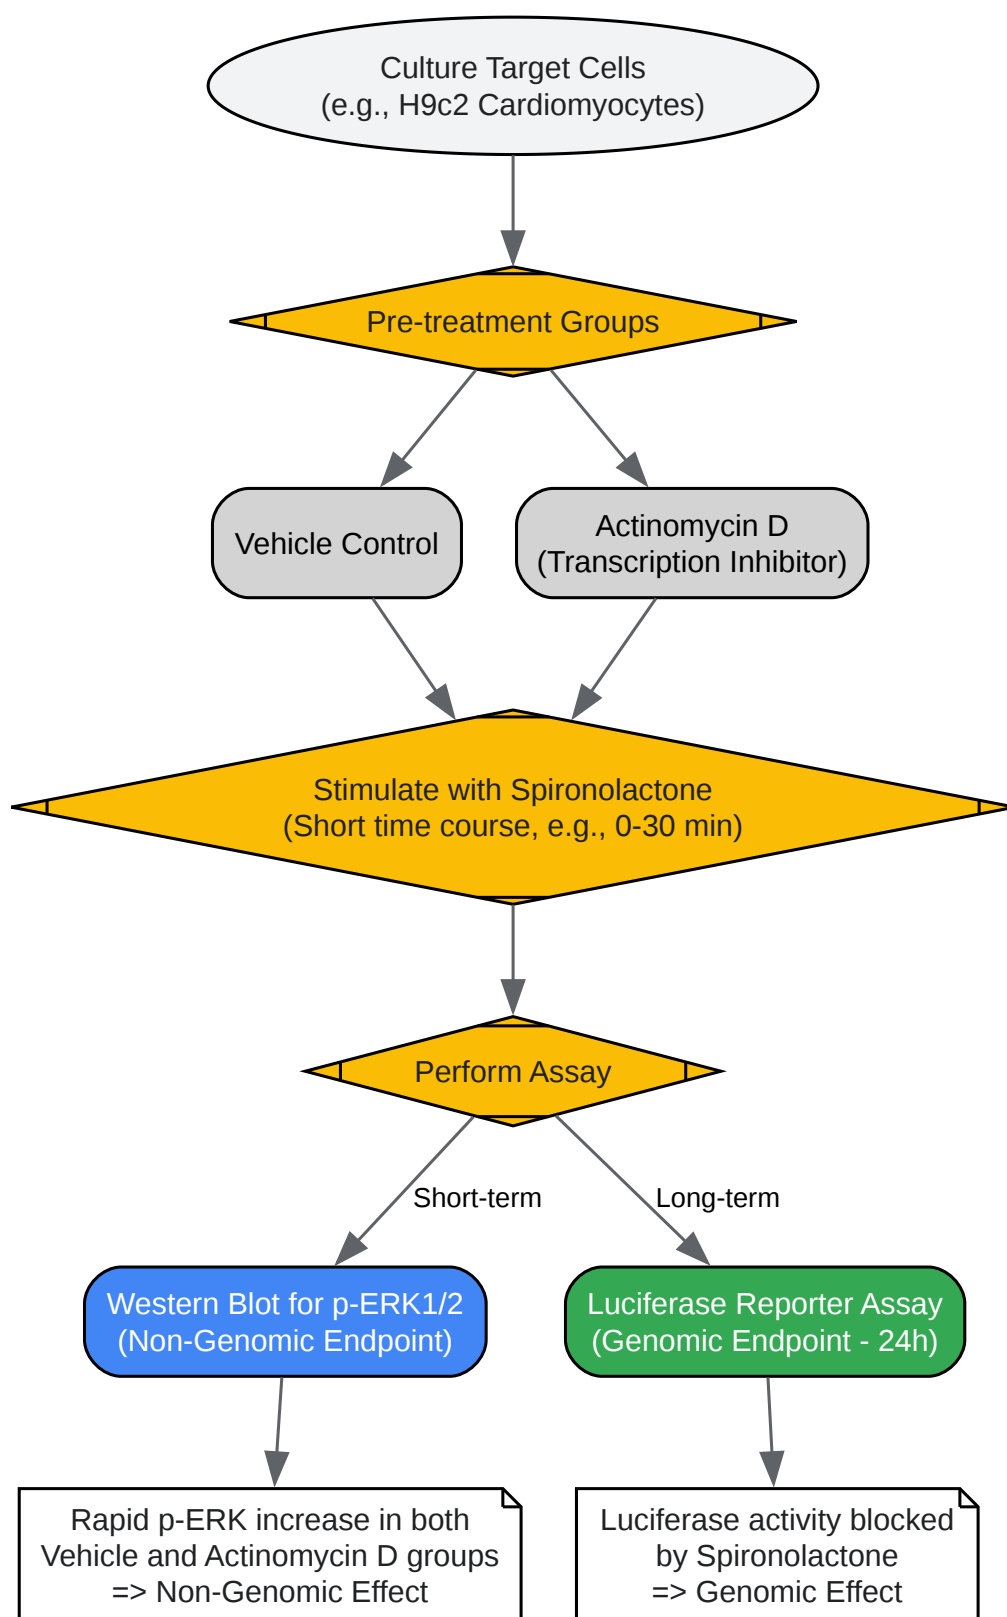 Culture Target Cells
(e.g., H9c2 Cardiomyocytes)
Pre-treatment Groups
Vehicle Control
Actinomycin D
(Transcription Inhibitor)
Stimulate with Spironolactone
(Short time course, e.g., 0-30 min)
Perform Assay
Short-term
Long-term
Western Blot for p-ERK1/2
(Non-Genomic Endpoint)
Luciferase Reporter Assay
(Genomic Endpoint - 24h)
Rapid p-ERK increase in both
Vehicle and Actinomycin D groups
=> Non-Genomic Effect
Luciferase activity blocked
by Spironolactone
=> Genomic Effect